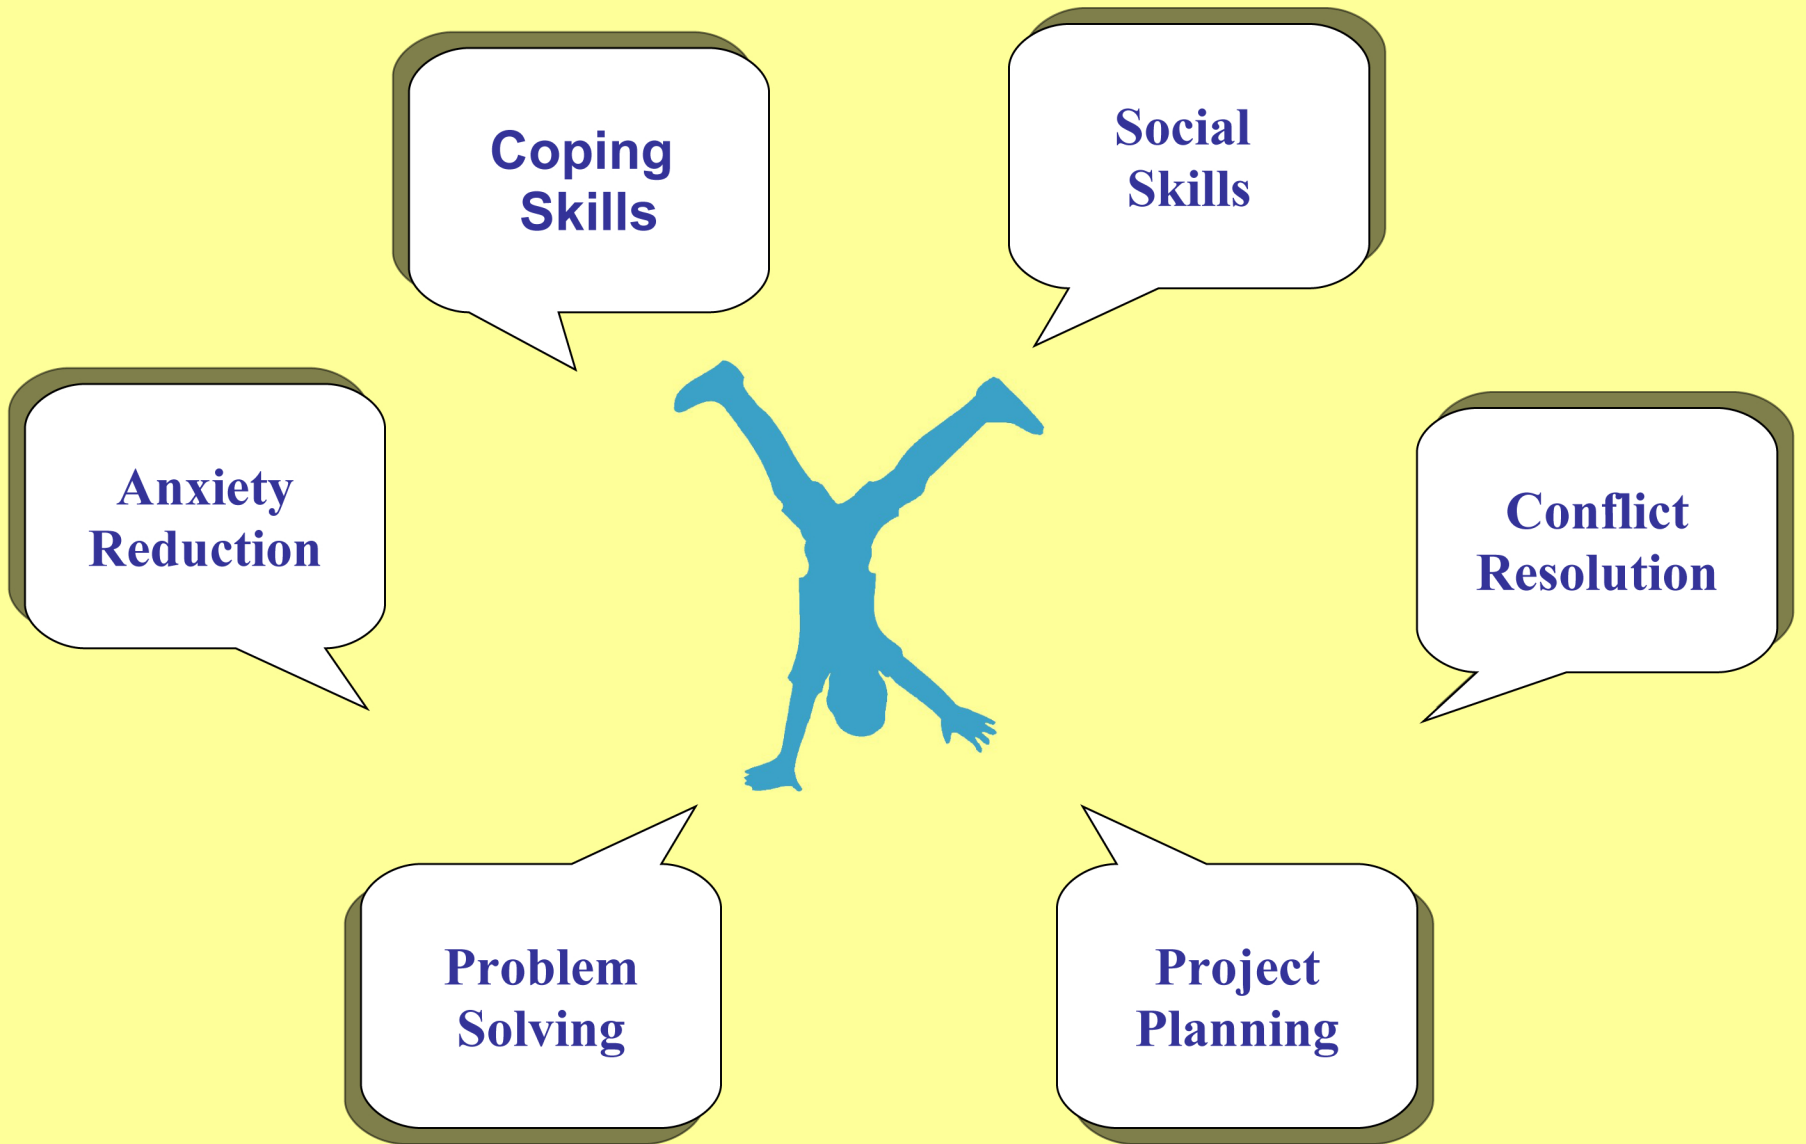 Coping
Skills
Social
Skills
Anxiety
Reduction
Conflict
Resolution
Problem
Solving
Project
Planning